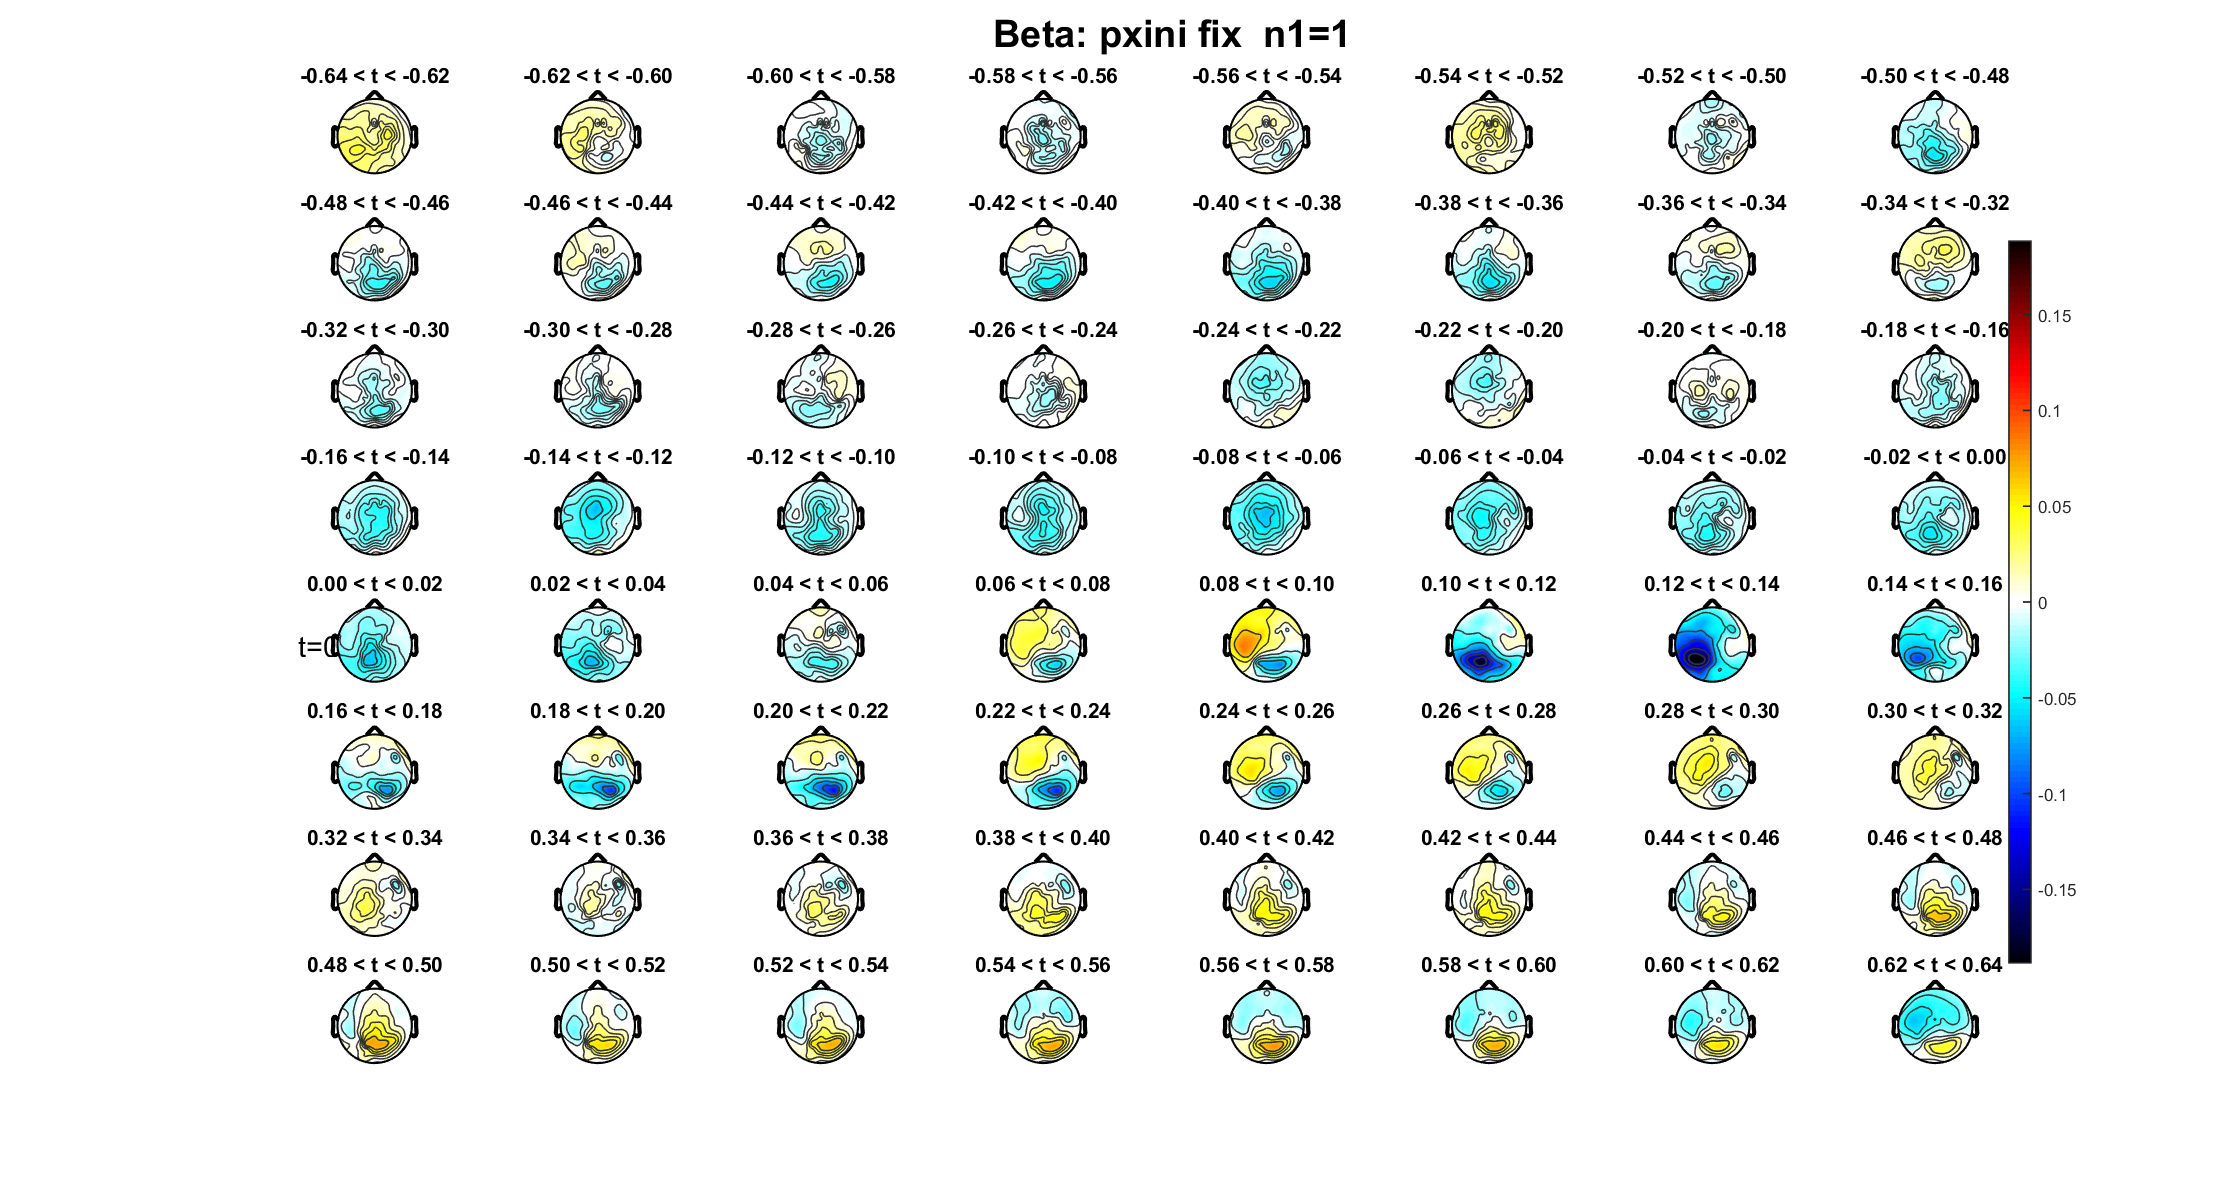 Beta: pxini fix  n1=1
-0.64 < t < -0.62
-0.62 < t < -0.60
-0.60 < t < -0.58
-0.58 < t < -0.56
-0.56 < t < -0.54
-0.54 < t < -0.52
-0.52 < t < -0.50
-0.50 < t < -0.48
-0.48 < t < -0.46
-0.46 < t < -0.44
-0.44 < t < -0.42
-0.42 < t < -0.40
-0.40 < t < -0.38
-0.38 < t < -0.36
-0.36 < t < -0.34
-0.34 < t < -0.32
-0.32 < t < -0.30
-0.30 < t < -0.28
-0.28 < t < -0.26
-0.26 < t < -0.24
-0.24 < t < -0.22
-0.22 < t < -0.20
-0.20 < t < -0.18
-0.18 < t < -0.16
-0.16 < t < -0.14
-0.14 < t < -0.12
-0.12 < t < -0.10
-0.10 < t < -0.08
-0.08 < t < -0.06
-0.06 < t < -0.04
-0.04 < t < -0.02
-0.02 < t < 0.00
0.00 < t < 0.02
0.02 < t < 0.04
0.04 < t < 0.06
0.06 < t < 0.08
0.08 < t < 0.10
0.10 < t < 0.12
0.12 < t < 0.14
0.14 < t < 0.16
t=0
0.16 < t < 0.18
0.18 < t < 0.20
0.20 < t < 0.22
0.22 < t < 0.24
0.24 < t < 0.26
0.26 < t < 0.28
0.28 < t < 0.30
0.30 < t < 0.32
0.32 < t < 0.34
0.34 < t < 0.36
0.36 < t < 0.38
0.38 < t < 0.40
0.40 < t < 0.42
0.42 < t < 0.44
0.44 < t < 0.46
0.46 < t < 0.48
0.48 < t < 0.50
0.50 < t < 0.52
0.52 < t < 0.54
0.54 < t < 0.56
0.56 < t < 0.58
0.58 < t < 0.60
0.60 < t < 0.62
0.62 < t < 0.64
0.15
0.1
0.05
0
-0.05
-0.1
-0.15